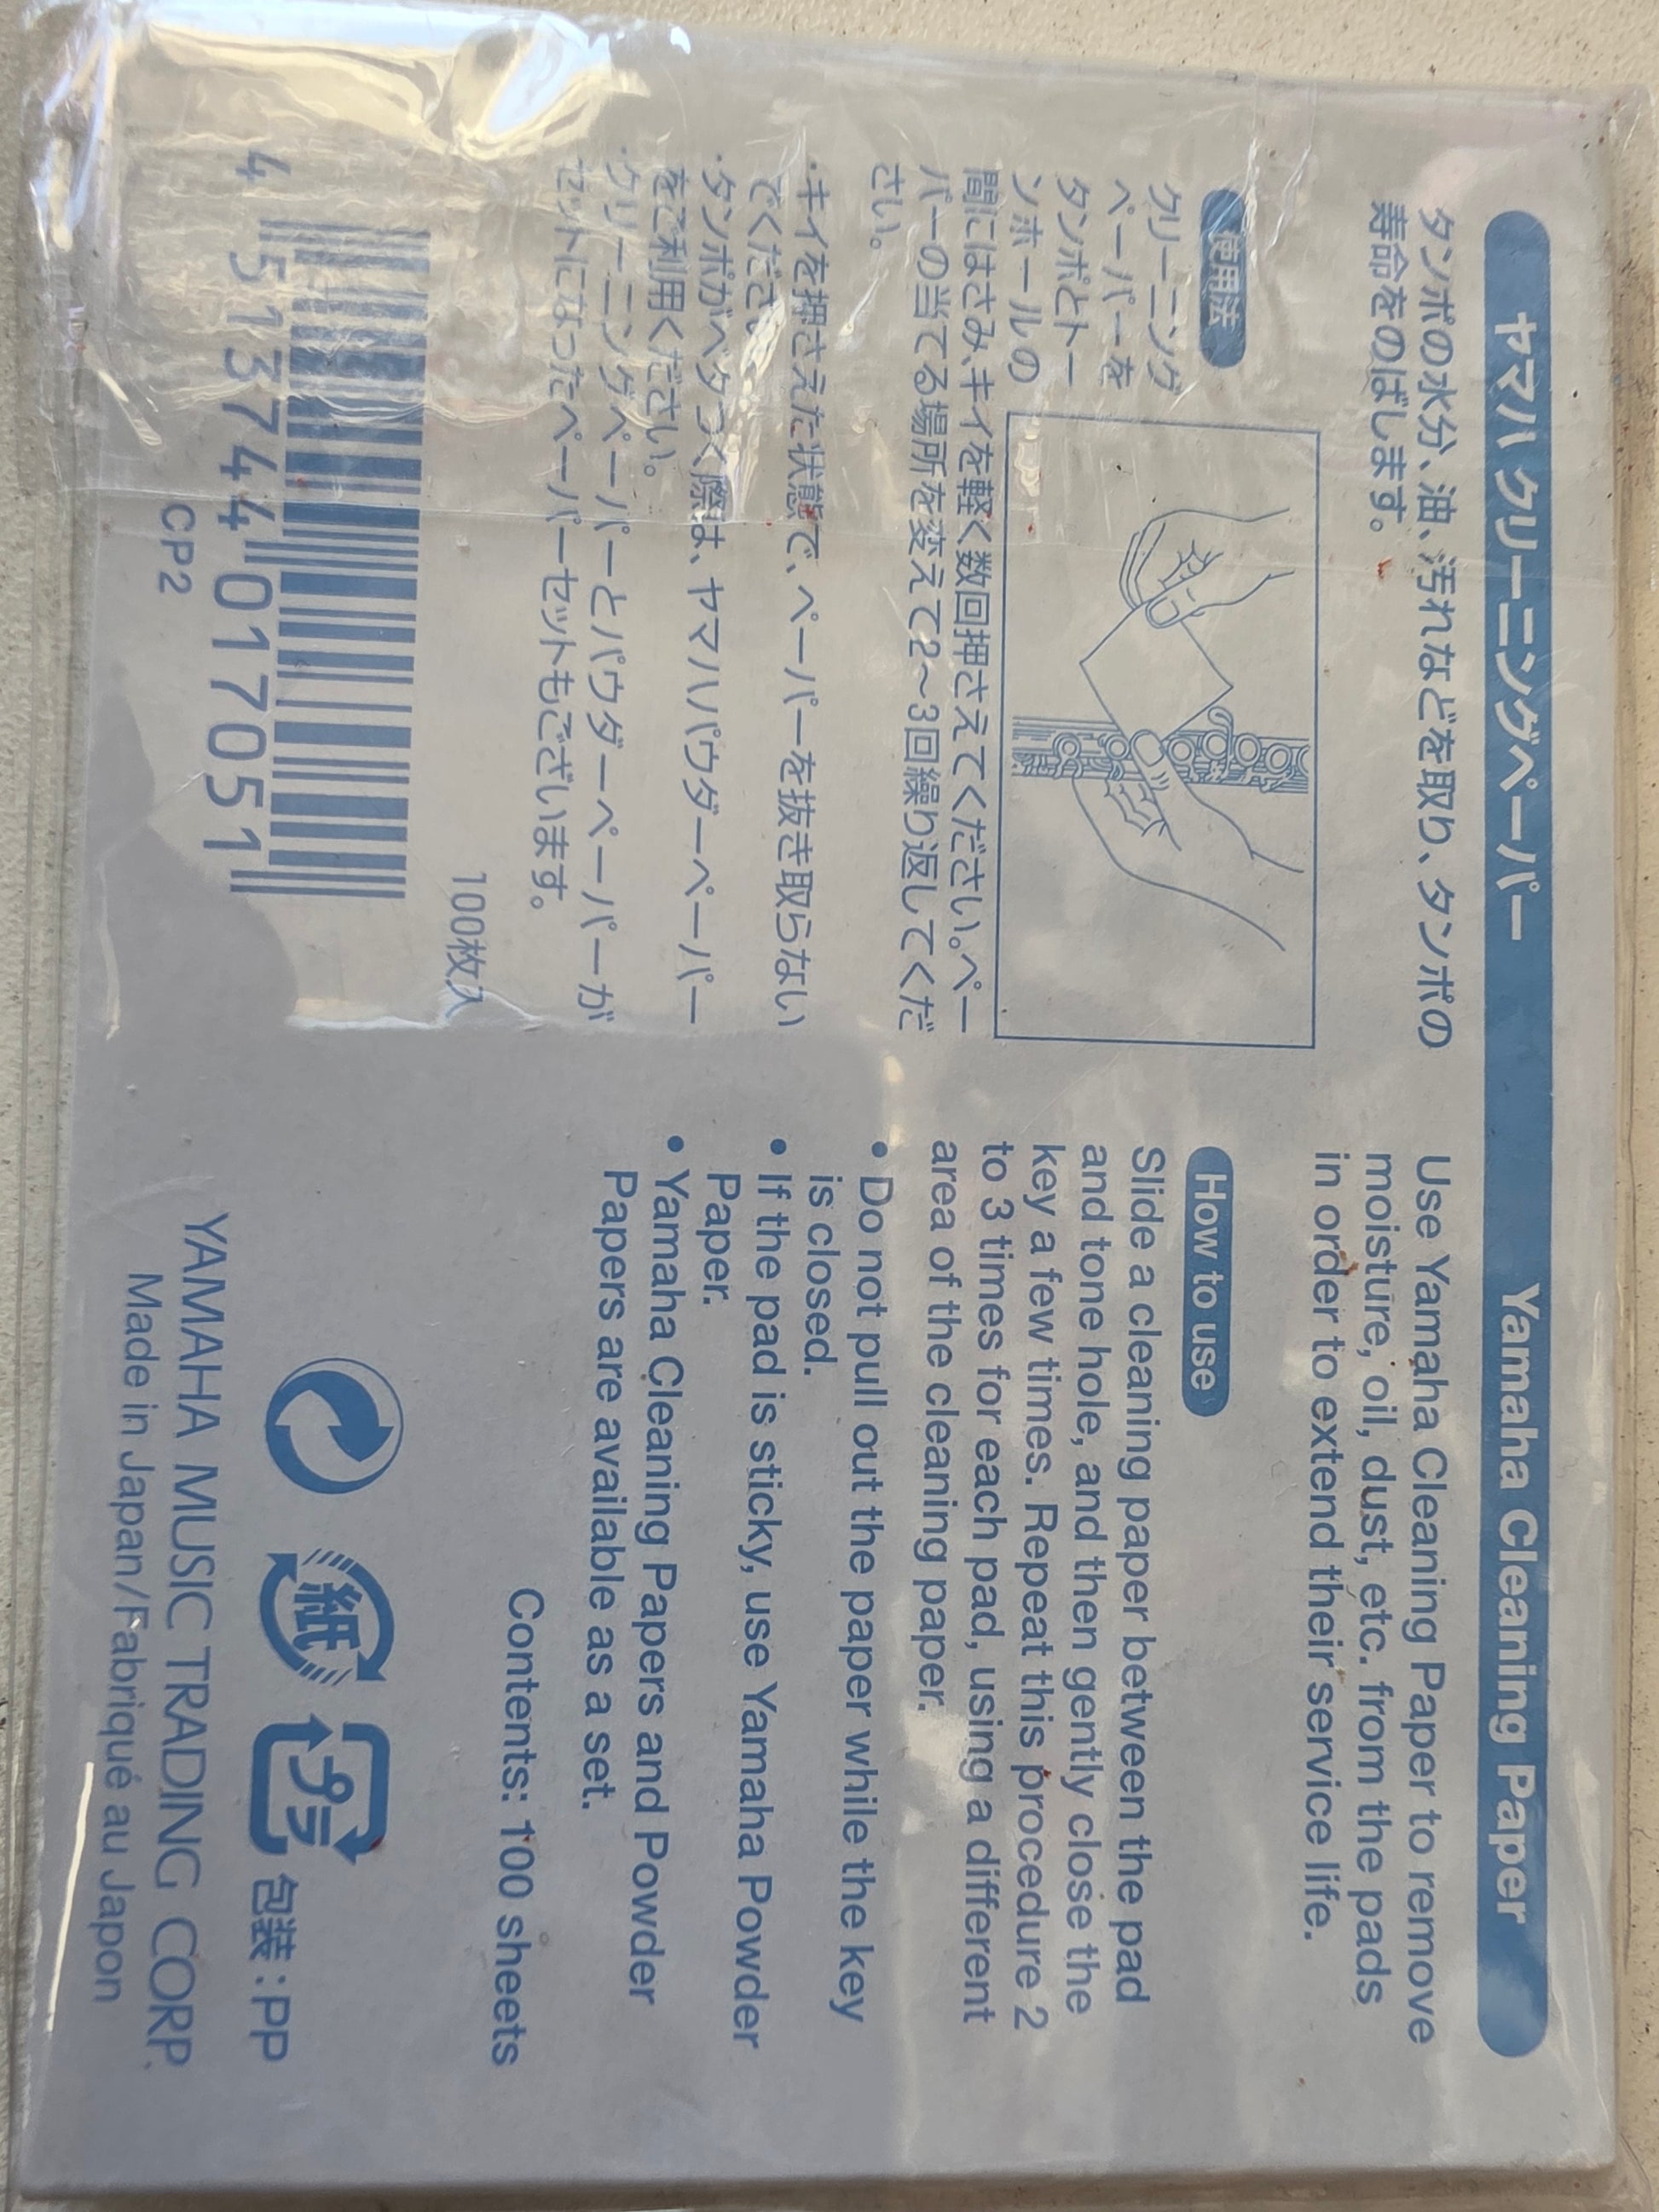 ヤマハ クリーニングペーパー
タンポの水分、油、汚れなどを取り、タンポの
寿命をのばします。
使用法
クリーニング
ペーパーを
タンポとトー
ンホールの
間にはさみ、キイを軽く数回押さえてください。ペー
パーの当てる場所を変えて2〜3回繰り返してくだ
さい。
・キイを押さえた状態で、ペーパーを抜き取らない
でください。
・タンポがベタつく際は、ヤマハパウダーペーパー
をご利用ください。
・クリーニングペーパーとパウダーペーパーが
セットになったペーパーセットもございます。
100枚入
4 513744 017051
CP2
Yamaha Cleaning Paper
Use Yamaha Cleaning Paper to remove
moisture, oil, dust, etc. from the pads
in order to extend their service life.
How to use
Slide a cleaning paper between the pad
and tone hole, and then gently close the
key a few times. Repeat this procedure 2
to 3 times for each pad, using a different
area of the cleaning paper.
• Do not pull out the paper while the key
is closed.
• If the pad is sticky, use Yamaha Powder
Paper.
• Yamaha Cleaning Papers and Powder
Papers are available as a set.
Contents: 100 sheets
紙 プラ 包装:PP
YAMAHA MUSIC TRADING CORP.
Made in Japan/Fabriqué au Japon